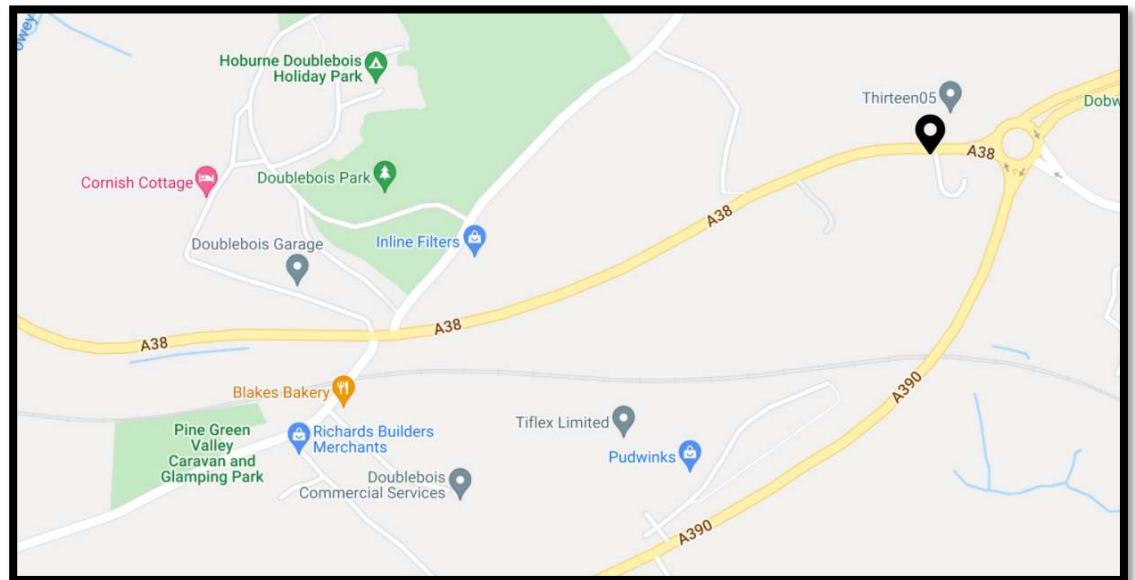 owey
Hoburne Doublebois
Holiday Park
Thirteen05
Dobw
A38
Cornish Cottage
Doublebois Park
A38
Doublebois Garage
Inline Filters
A38
A38
Blakes Bakery
A390
Pine Green
Valley
Caravan and
Glamping Park
Richards Builders
Merchants
Tiflex Limited
Pudwinks
Doublebois
Commercial Services
A390